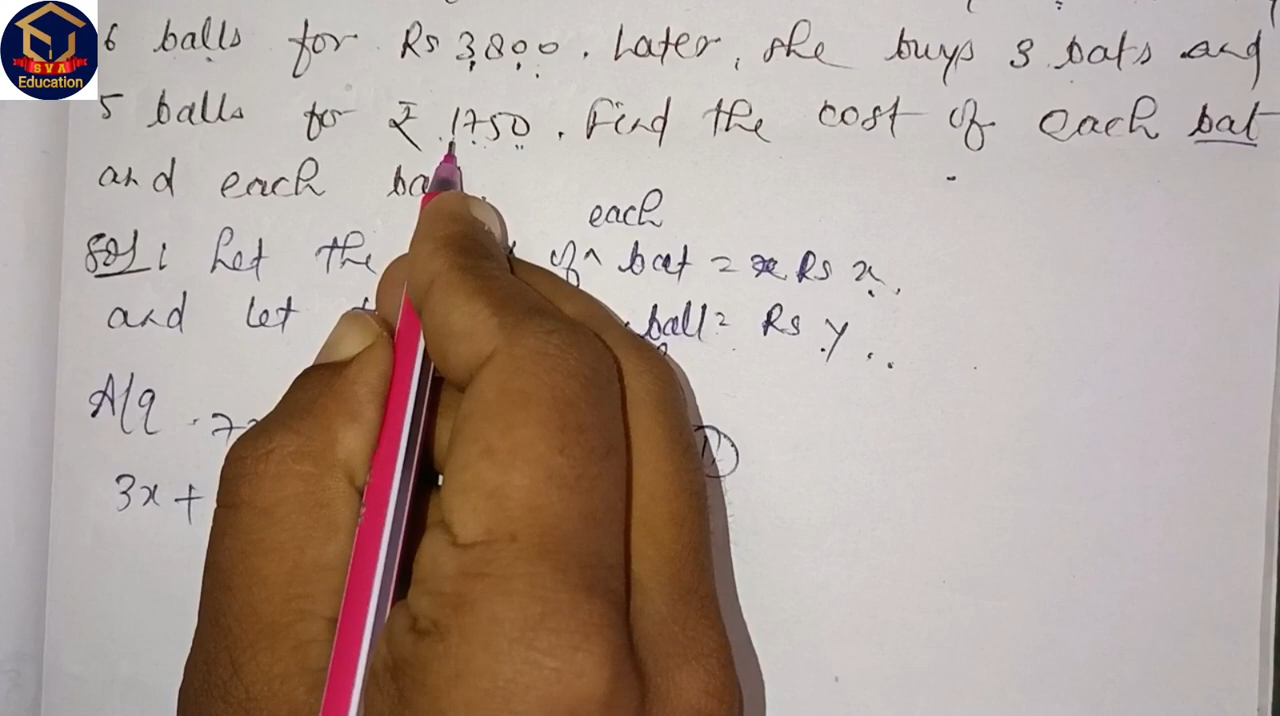 SVA
Education
6 balls for Rs 3800. Later, she buys 3 bats and
5 balls for ₹ 1750. Find the cost of each bat
and each
each
Sol: Let the of ^ bat = Rs x.
and let ball = Rs y.
A/q
3x +